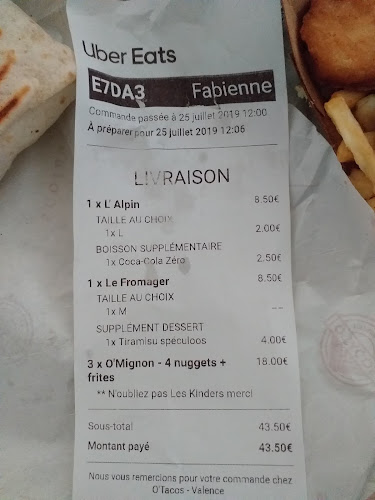 Uber Eats
E7DA3 Fabienne
Commande passée à 25 juillet 2019 12:00
À préparer pour 25 juillet 2019 12:06
LIVRAISON
1 x L' Alpin 8.50€
TAILLE AU CHOIX
1x L 2.00€
BOISSON SUPPLÉMENTAIRE
1x Coca-Cola Zéro 2.50€
1 x Le Fromager 8.50€
TAILLE AU CHOIX
1x M --
SUPPLÉMENT DESSERT
1x Tiramisu spéculoos 4.00€
3 x O'Mignon - 4 nuggets + 18.00€
frites
** N'oubliez pas Les Kinders merci
Sous-total 43.50€
Montant payé 43.50€
Nous vous remercions pour votre commande chez
O'Tacos - Valence